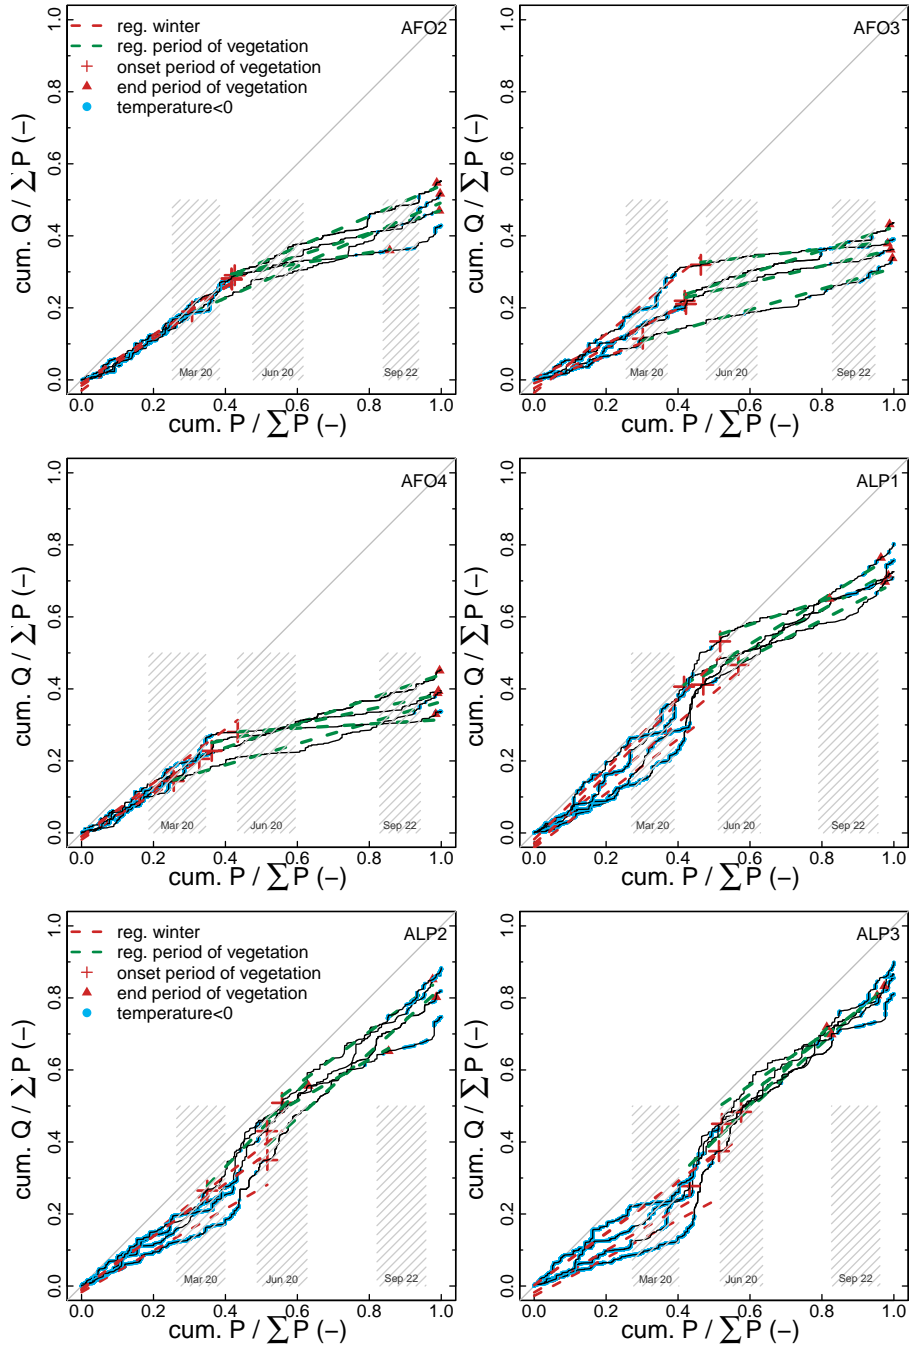 reg. winter
reg. period of vegetation
onset period of vegetation
end period of vegetation
temperature<0
AFO2
Mar 20
Jun 20
Sep 22
0.0 0.2 0.4 0.6 0.8 1.0
0.0 0.2 0.4 0.6 0.8 1.0
cum. P / ∑ P (−)
cum. Q / ∑ P (−)
AFO3
Mar 20
Jun 20
Sep 22
0.0 0.2 0.4 0.6 0.8 1.0
0.0 0.2 0.4 0.6 0.8 1.0
cum. P / ∑ P (−)
cum. Q / ∑ P (−)
AFO4
Mar 20
Jun 20
Sep 22
0.0 0.2 0.4 0.6 0.8 1.0
0.0 0.2 0.4 0.6 0.8 1.0
cum. P / ∑ P (−)
cum. Q / ∑ P (−)
ALP1
Mar 20
Jun 20
Sep 22
0.0 0.2 0.4 0.6 0.8 1.0
0.0 0.2 0.4 0.6 0.8 1.0
cum. P / ∑ P (−)
cum. Q / ∑ P (−)
reg. winter
reg. period of vegetation
onset period of vegetation
end period of vegetation
temperature<0
ALP2
Mar 20
Jun 20
Sep 22
0.0 0.2 0.4 0.6 0.8 1.0
0.0 0.2 0.4 0.6 0.8 1.0
cum. P / ∑ P (−)
cum. Q / ∑ P (−)
ALP3
Mar 20
Jun 20
Sep 22
0.0 0.2 0.4 0.6 0.8 1.0
0.0 0.2 0.4 0.6 0.8 1.0
cum. P / ∑ P (−)
cum. Q / ∑ P (−)